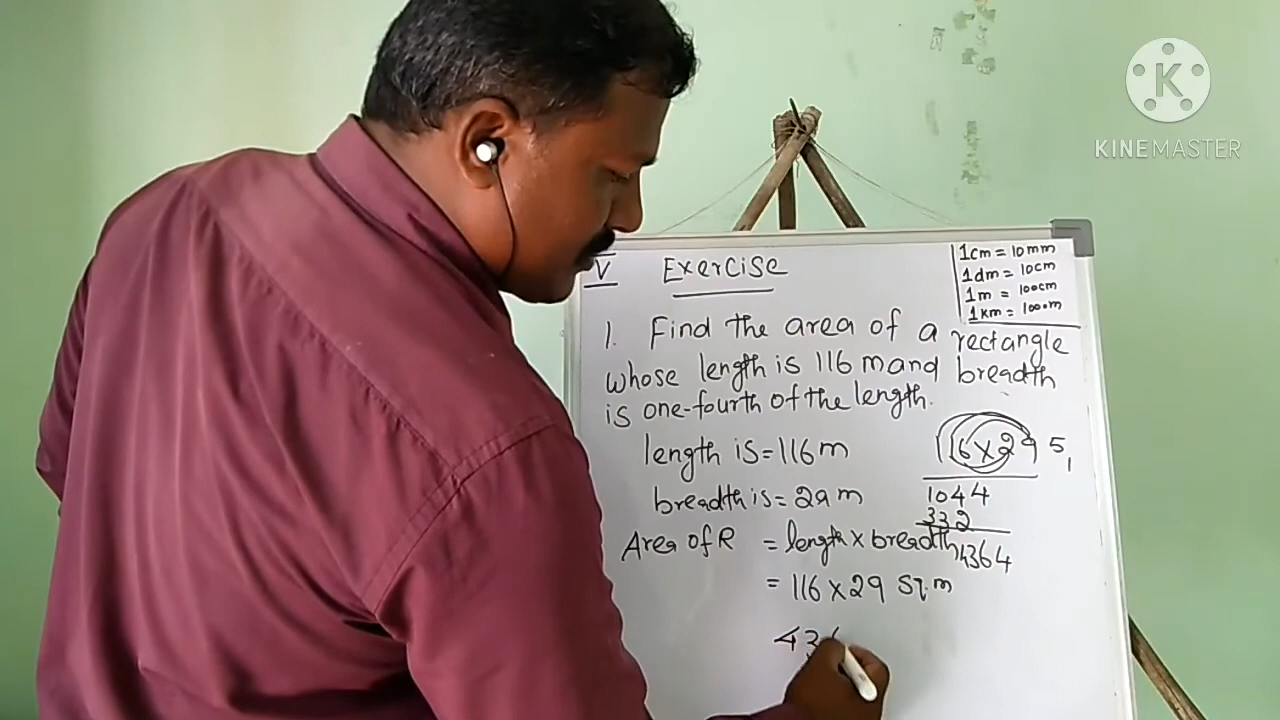 K
KINEMASTER
V Exercise
1cm = 10mm
1dm = 10cm
1m = 100cm
1km = 1000m
1. Find the area of a rectangle
whose length is 116 m and breadth
is one-fourth of the length.
length is = 116 m
breadth is = 29 m
Area of R = length x breadth
= 116 x 29 sq.m
43
116 x 29 5,
1044
332
4364